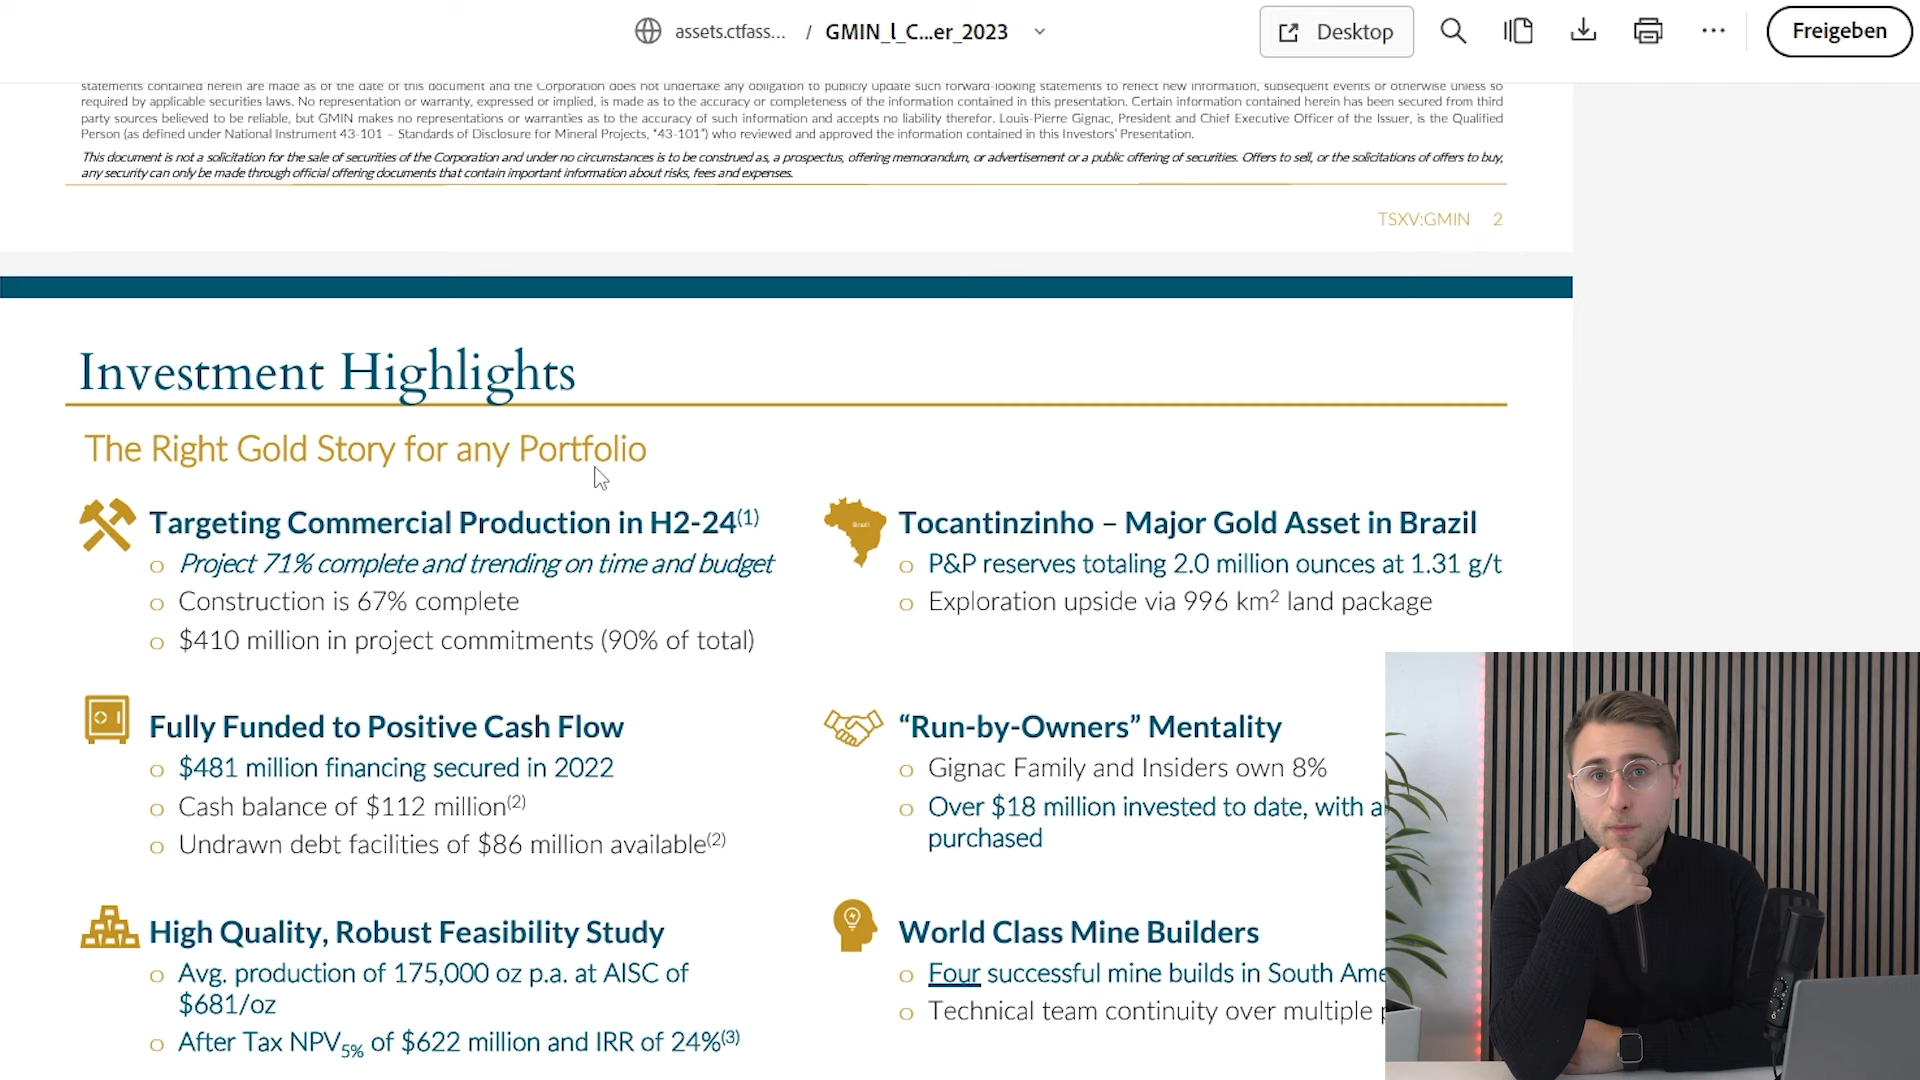 assets.ctfass... / GMIN_l_C...er_2023
Desktop
Freigeben
statements contained herein are made as of the date of this document and the Corporation does not undertake any obligation to publicly update such forward-looking statements to reflect new information, subsequent events or otherwise unless so
required by applicable securities laws. No representation or warranty, expressed or implied, is made as to the accuracy or completeness of the information contained in this presentation. Certain information contained herein has been secured from third
party sources believed to be reliable, but GMIN makes no representations or warranties as to the accuracy of such information and accepts no liability therefor. Louis-Pierre Gignac, President and Chief Executive Officer of the Issuer, is the Qualified
Person (as defined under National Instrument 43-101 – Standards of Disclosure for Mineral Projects, "43-101") who reviewed and approved the information contained in this Investors' Presentation.
This document is not a solicitation for the sale of securities of the Corporation and under no circumstances is to be construed as, a prospectus, offering memorandum, or advertisement or a public offering of securities. Offers to sell, or the solicitations of offers to buy,
any security can only be made through official offering documents that contain important information about risks, fees and expenses.
TSXV:GMIN 2
Investment Highlights
The Right Gold Story for any Portfolio
Targeting Commercial Production in H2-24(1)
o Project 71% complete and trending on time and budget
o Construction is 67% complete
o $410 million in project commitments (90% of total)
Fully Funded to Positive Cash Flow
o $481 million financing secured in 2022
o Cash balance of $112 million(2)
o Undrawn debt facilities of $86 million available(2)
High Quality, Robust Feasibility Study
o Avg. production of 175,000 oz p.a. at AISC of
$681/oz
o After Tax NPV5% of $622 million and IRR of 24%(3)
Brazil
Tocantinzinho – Major Gold Asset in Brazil
o P&P reserves totaling 2.0 million ounces at 1.31 g/t
o Exploration upside via 996 km² land package
“Run-by-Owners” Mentality
o Gignac Family and Insiders own 8%
o Over $18 million invested to date, with a
purchased
World Class Mine Builders
o Four successful mine builds in South Ame
o Technical team continuity over multiple p